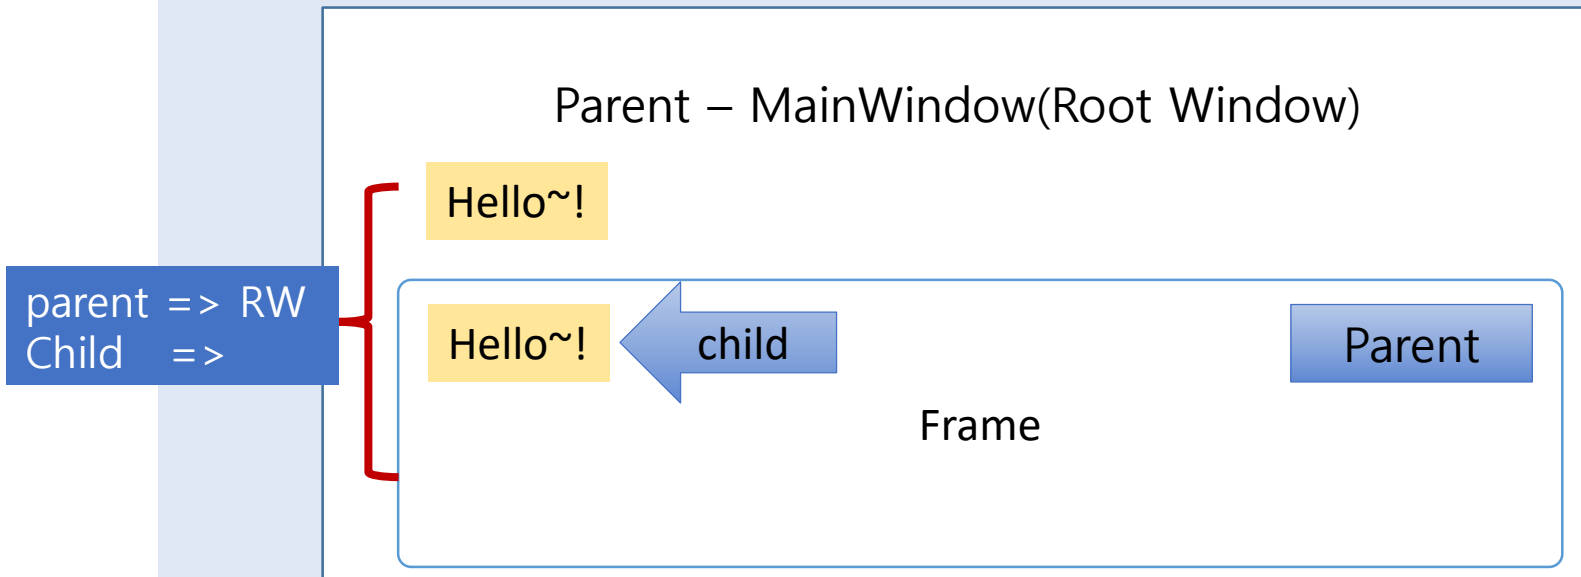 Parent – MainWindow(Root Window)
Hello~!
parent => RW
Child =>
Hello~!
child
Parent
Frame